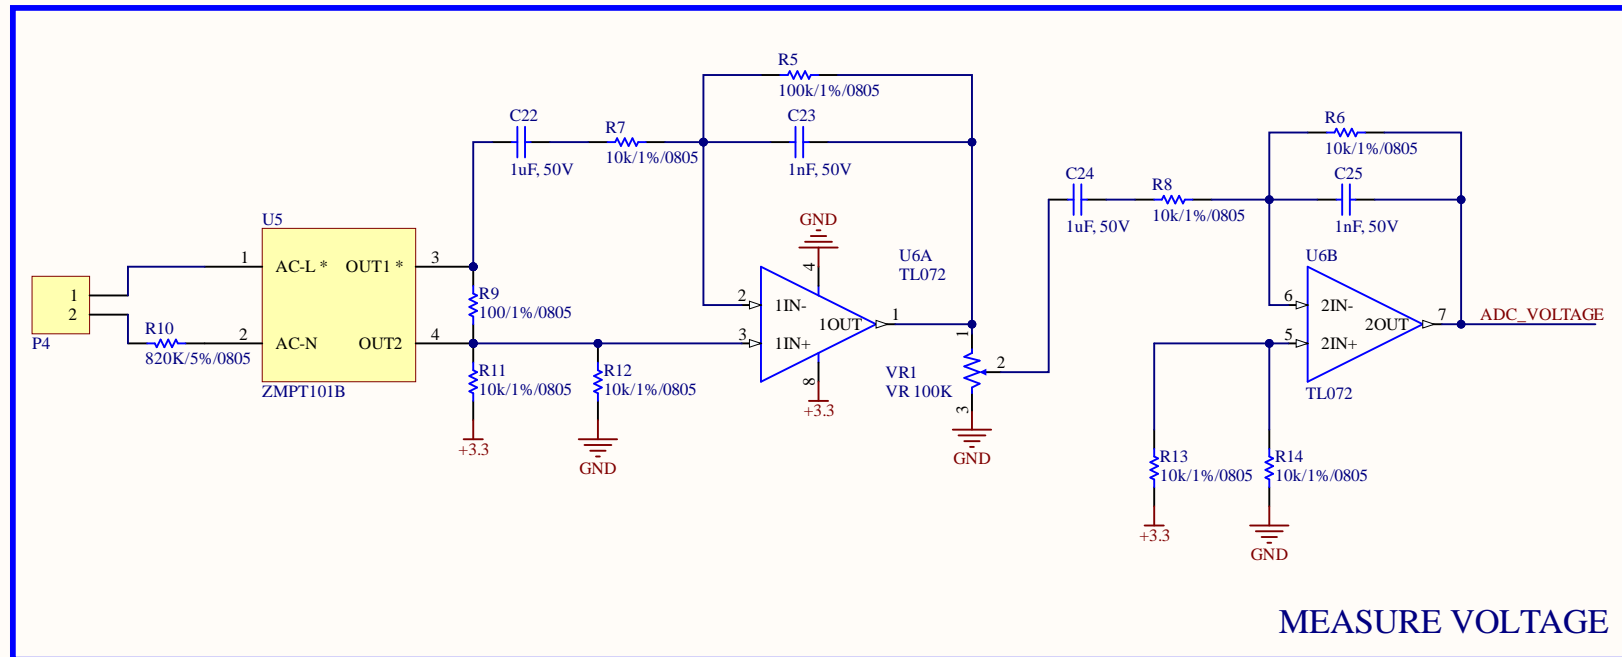 R5
100k/1%/0805
C22
1uF, 50V
R7
10k/1%/0805
C23
1nF, 50V
R6
10k/1%/0805
C24
1uF, 50V
R8
10k/1%/0805
C25
1nF, 50V
GND
U5
U6A
TL072
U6B
1
AC-L *
OUT1 *
3
4
1
2
P4
R9
100/1%/0805
2
1IN-
1OUT
1
6
2IN-
2OUT
7
ADC_VOLTAGE
R10
820K/5%/0805
2
AC-N
OUT2
4
3
1IN+
1
5
2IN+
ZMPT101B
R11
10k/1%/0805
R12
10k/1%/0805
8
+3.3
VR1
VR 100K
2
3
TL072
+3.3
GND
GND
R13
10k/1%/0805
R14
10k/1%/0805
+3.3
GND
MEASURE VOLTAGE